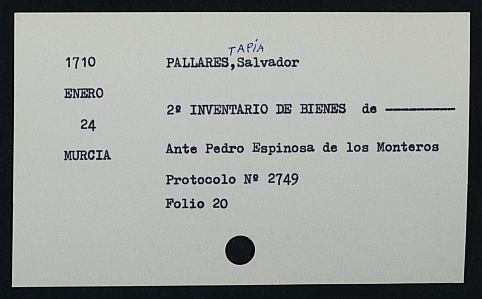 TAPIA
1710 PALLARES, Salvador
ENERO
2º INVENTARIO DE BIENES de ----------
24
MURCIA Ante Pedro Espinosa de los Monteros
Protocolo Nº 2749
Folio 20